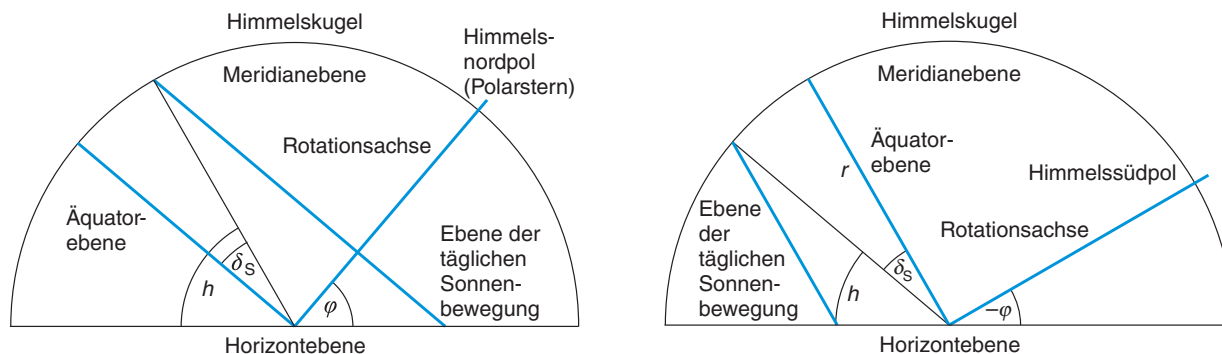 Himmelskugel
Meridianebene
Himmels-
nordpol
(Polarstern)
Rotationsachse
Äquator-
ebene
δS
h
φ
Ebene der
täglichen
Sonnen-
bewegung
Horizontebene
Himmelskugel
Meridianebene
Äquator-
ebene
r
Himmelssüdpol
Rotationsachse
Ebene
der
täglichen
Sonnen-
bewegung
δS
h
–φ
Horizontebene